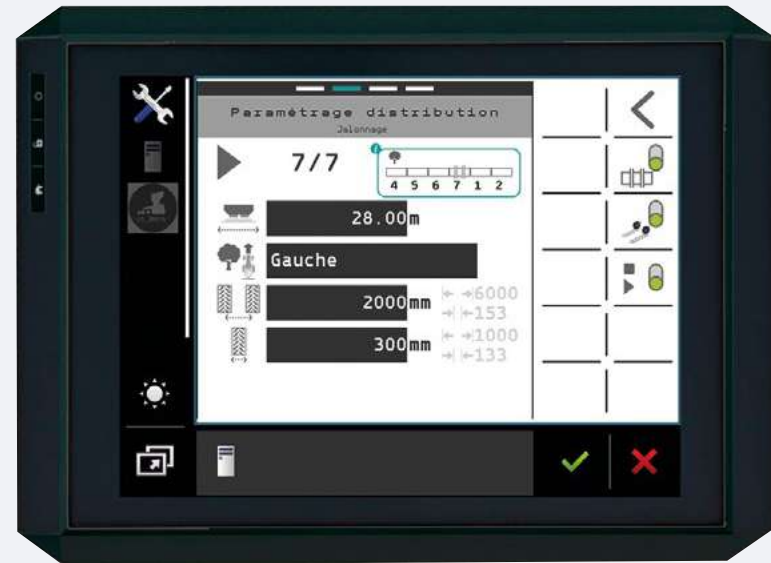 Paramétrage distribution
Jalonnage
7/7
4 5 6 7 1 2
28.00m
Gauche
2000mm
6000
153
300mm
1000
133